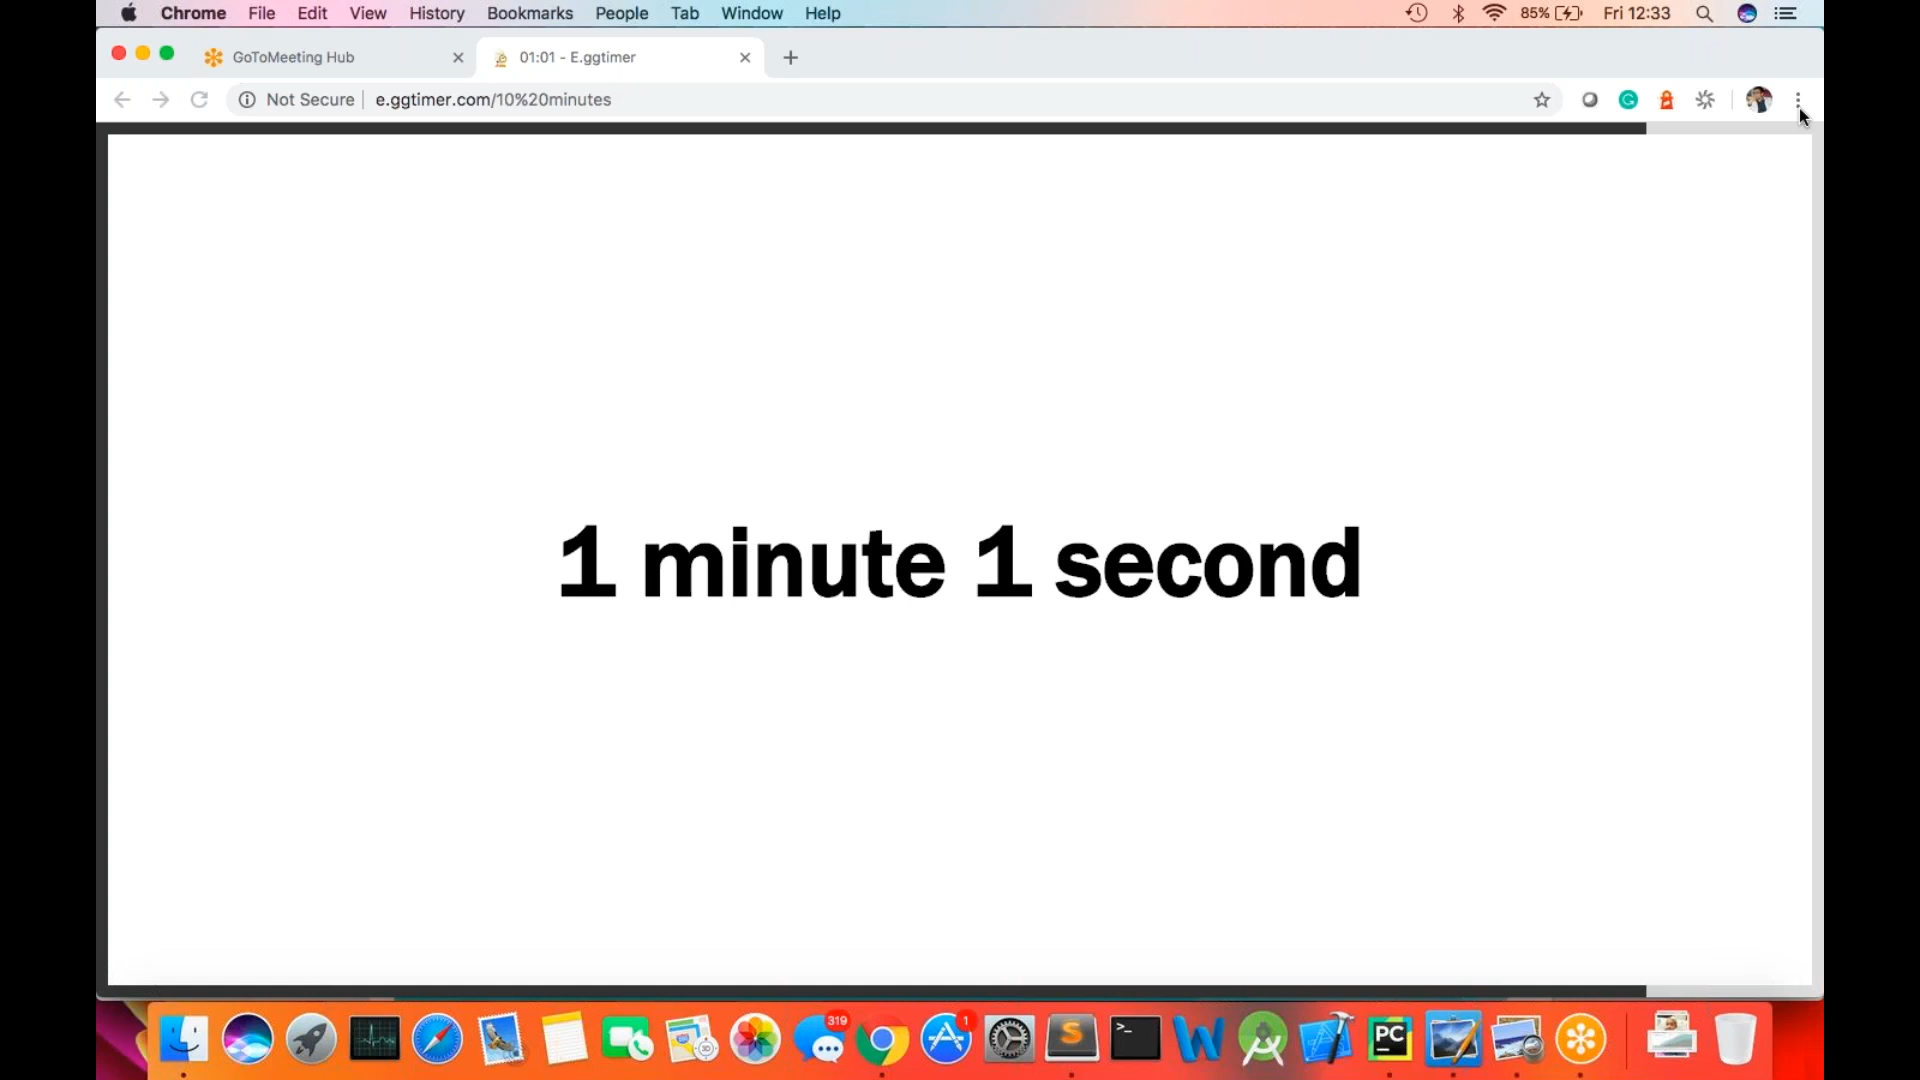 Chrome File Edit View History Bookmarks People Tab Window Help 85% Fri 12:33
GoToMeeting Hub 01:01 - E.ggtimer
Not Secure e.ggtimer.com/10%20minutes
1 minute 1 second
319 1 S >_ W PC